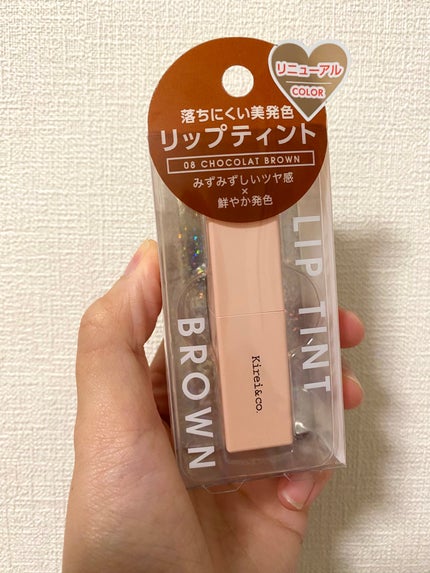 リニューアル
COLOR
落ちにくい美発色
リップティント
08 CHOCOLAT BROWN
みずみずしいツヤ感
×
鮮やか発色
LIP TINT
Kirei&co.
BROWN